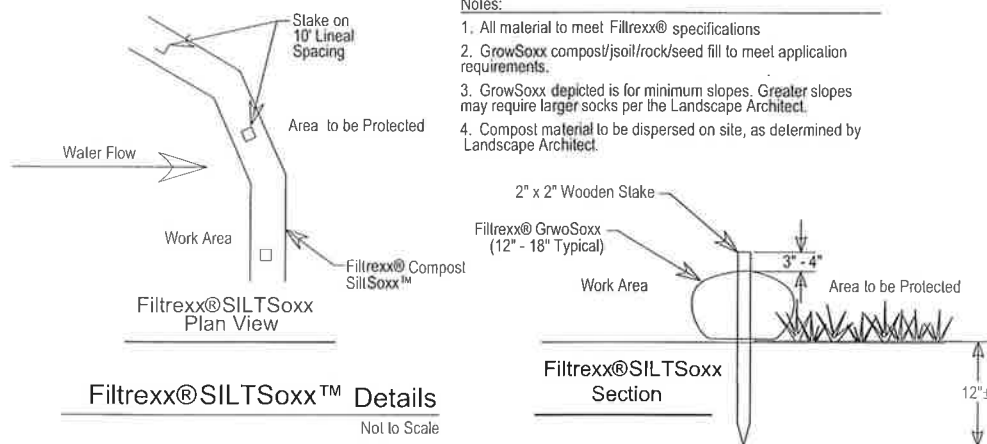 Stake on
10' Lineal
Spacing
Area to be Protected
Water Flow
Work Area
Filtrexx® Compost
SiltSoxx™
Filtrexx®SILTSoxx
Plan View
Filtrexx®SILTSoxx™ Details
Not to Scale
Notes:
1. All material to meet Filtrexx® specifications
2. GrowSoxx compost/jsoil/rock/seed fill to meet application
requirements.
3. GrowSoxx depicted is for minimum slopes. Greater slopes
may require larger socks per the Landscape Architect.
4. Compost material to be dispersed on site, as determined by
Landscape Architect.
2" x 2" Wooden Stake
Filtrexx® GrwoSoxx
(12" - 18" Typical)
3" - 4"
Work Area
Area to be Protected
Filtrexx®SILTSoxx
Section
12"±